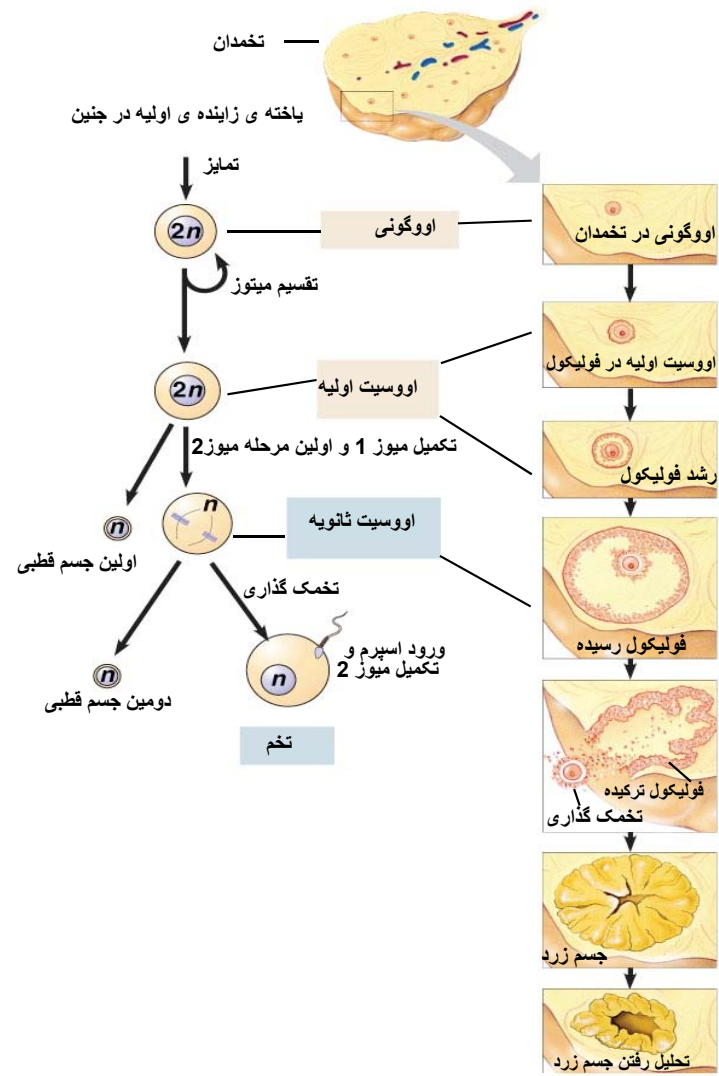 تخمدان
یاخته ی زاینده ی اولیه در جنین
تمایز
2n
اووگونی
اووگونی در تخمدان
تقسیم میتوز
اووسیت اولیه در فولیکول
2n
اووسیت اولیه
تکمیل میوز 1 و اولین مرحله میوز2
رشد فولیکول
n
n
اولین جسم قطبی
اووسیت ثانویه
تخمک گذاری
فولیکول رسیده
ورود اسپرم و
تکمیل میوز 2
n
n
دومین جسم قطبی
تخم
فولیکول ترکیده
تخمک گذاری
جسم زرد
تحلیل رفتن جسم زرد